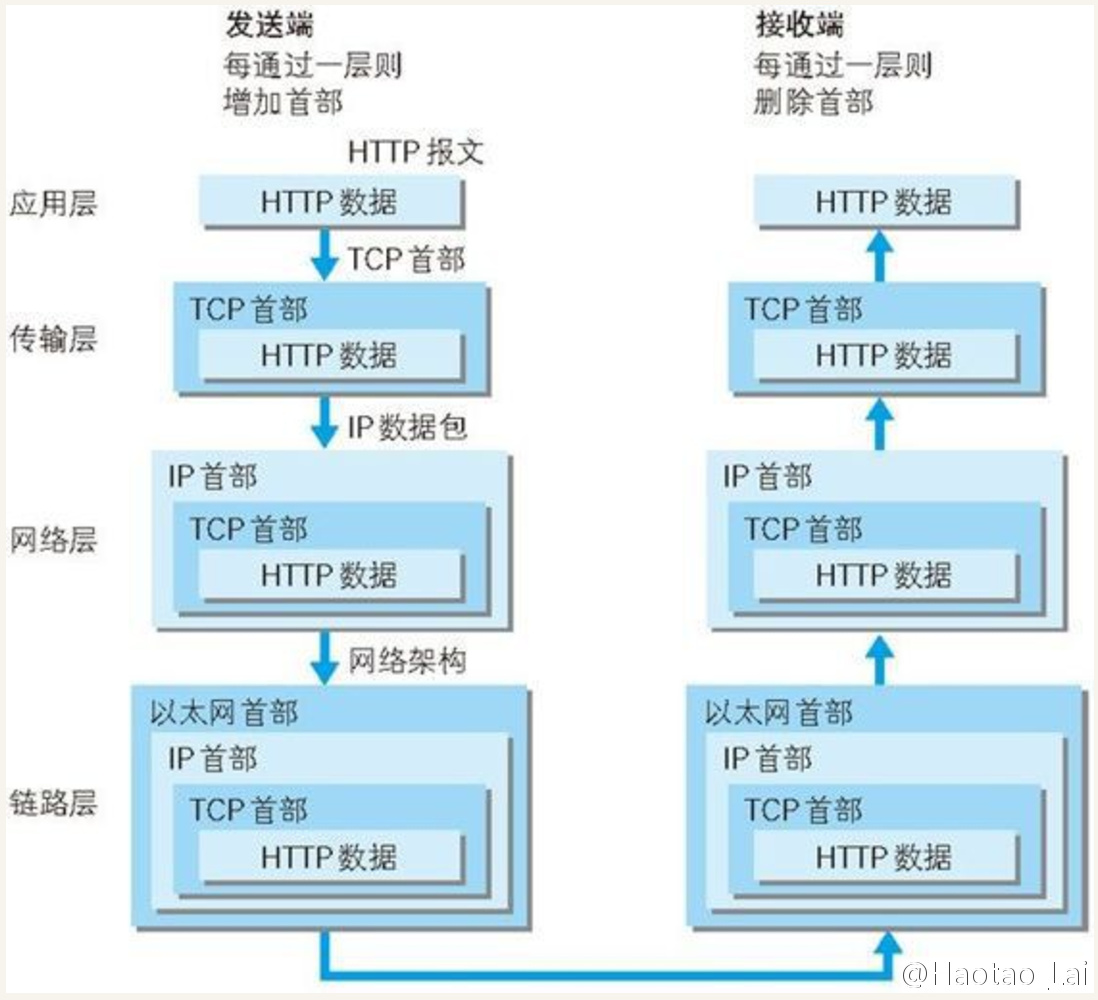 发送端
每通过一层则
增加首部
接收端
每通过一层则
删除首部
HTTP 报文
应用层
HTTP 数据
HTTP 数据
TCP 首部
传输层
TCP 首部
HTTP 数据
TCP 首部
HTTP 数据
IP 数据包
网络层
IP 首部
TCP 首部
HTTP 数据
IP 首部
TCP 首部
HTTP 数据
网络架构
链路层
以太网首部
IP 首部
TCP 首部
HTTP 数据
以太网首部
IP 首部
TCP 首部
HTTP 数据
@Haotao_Lai